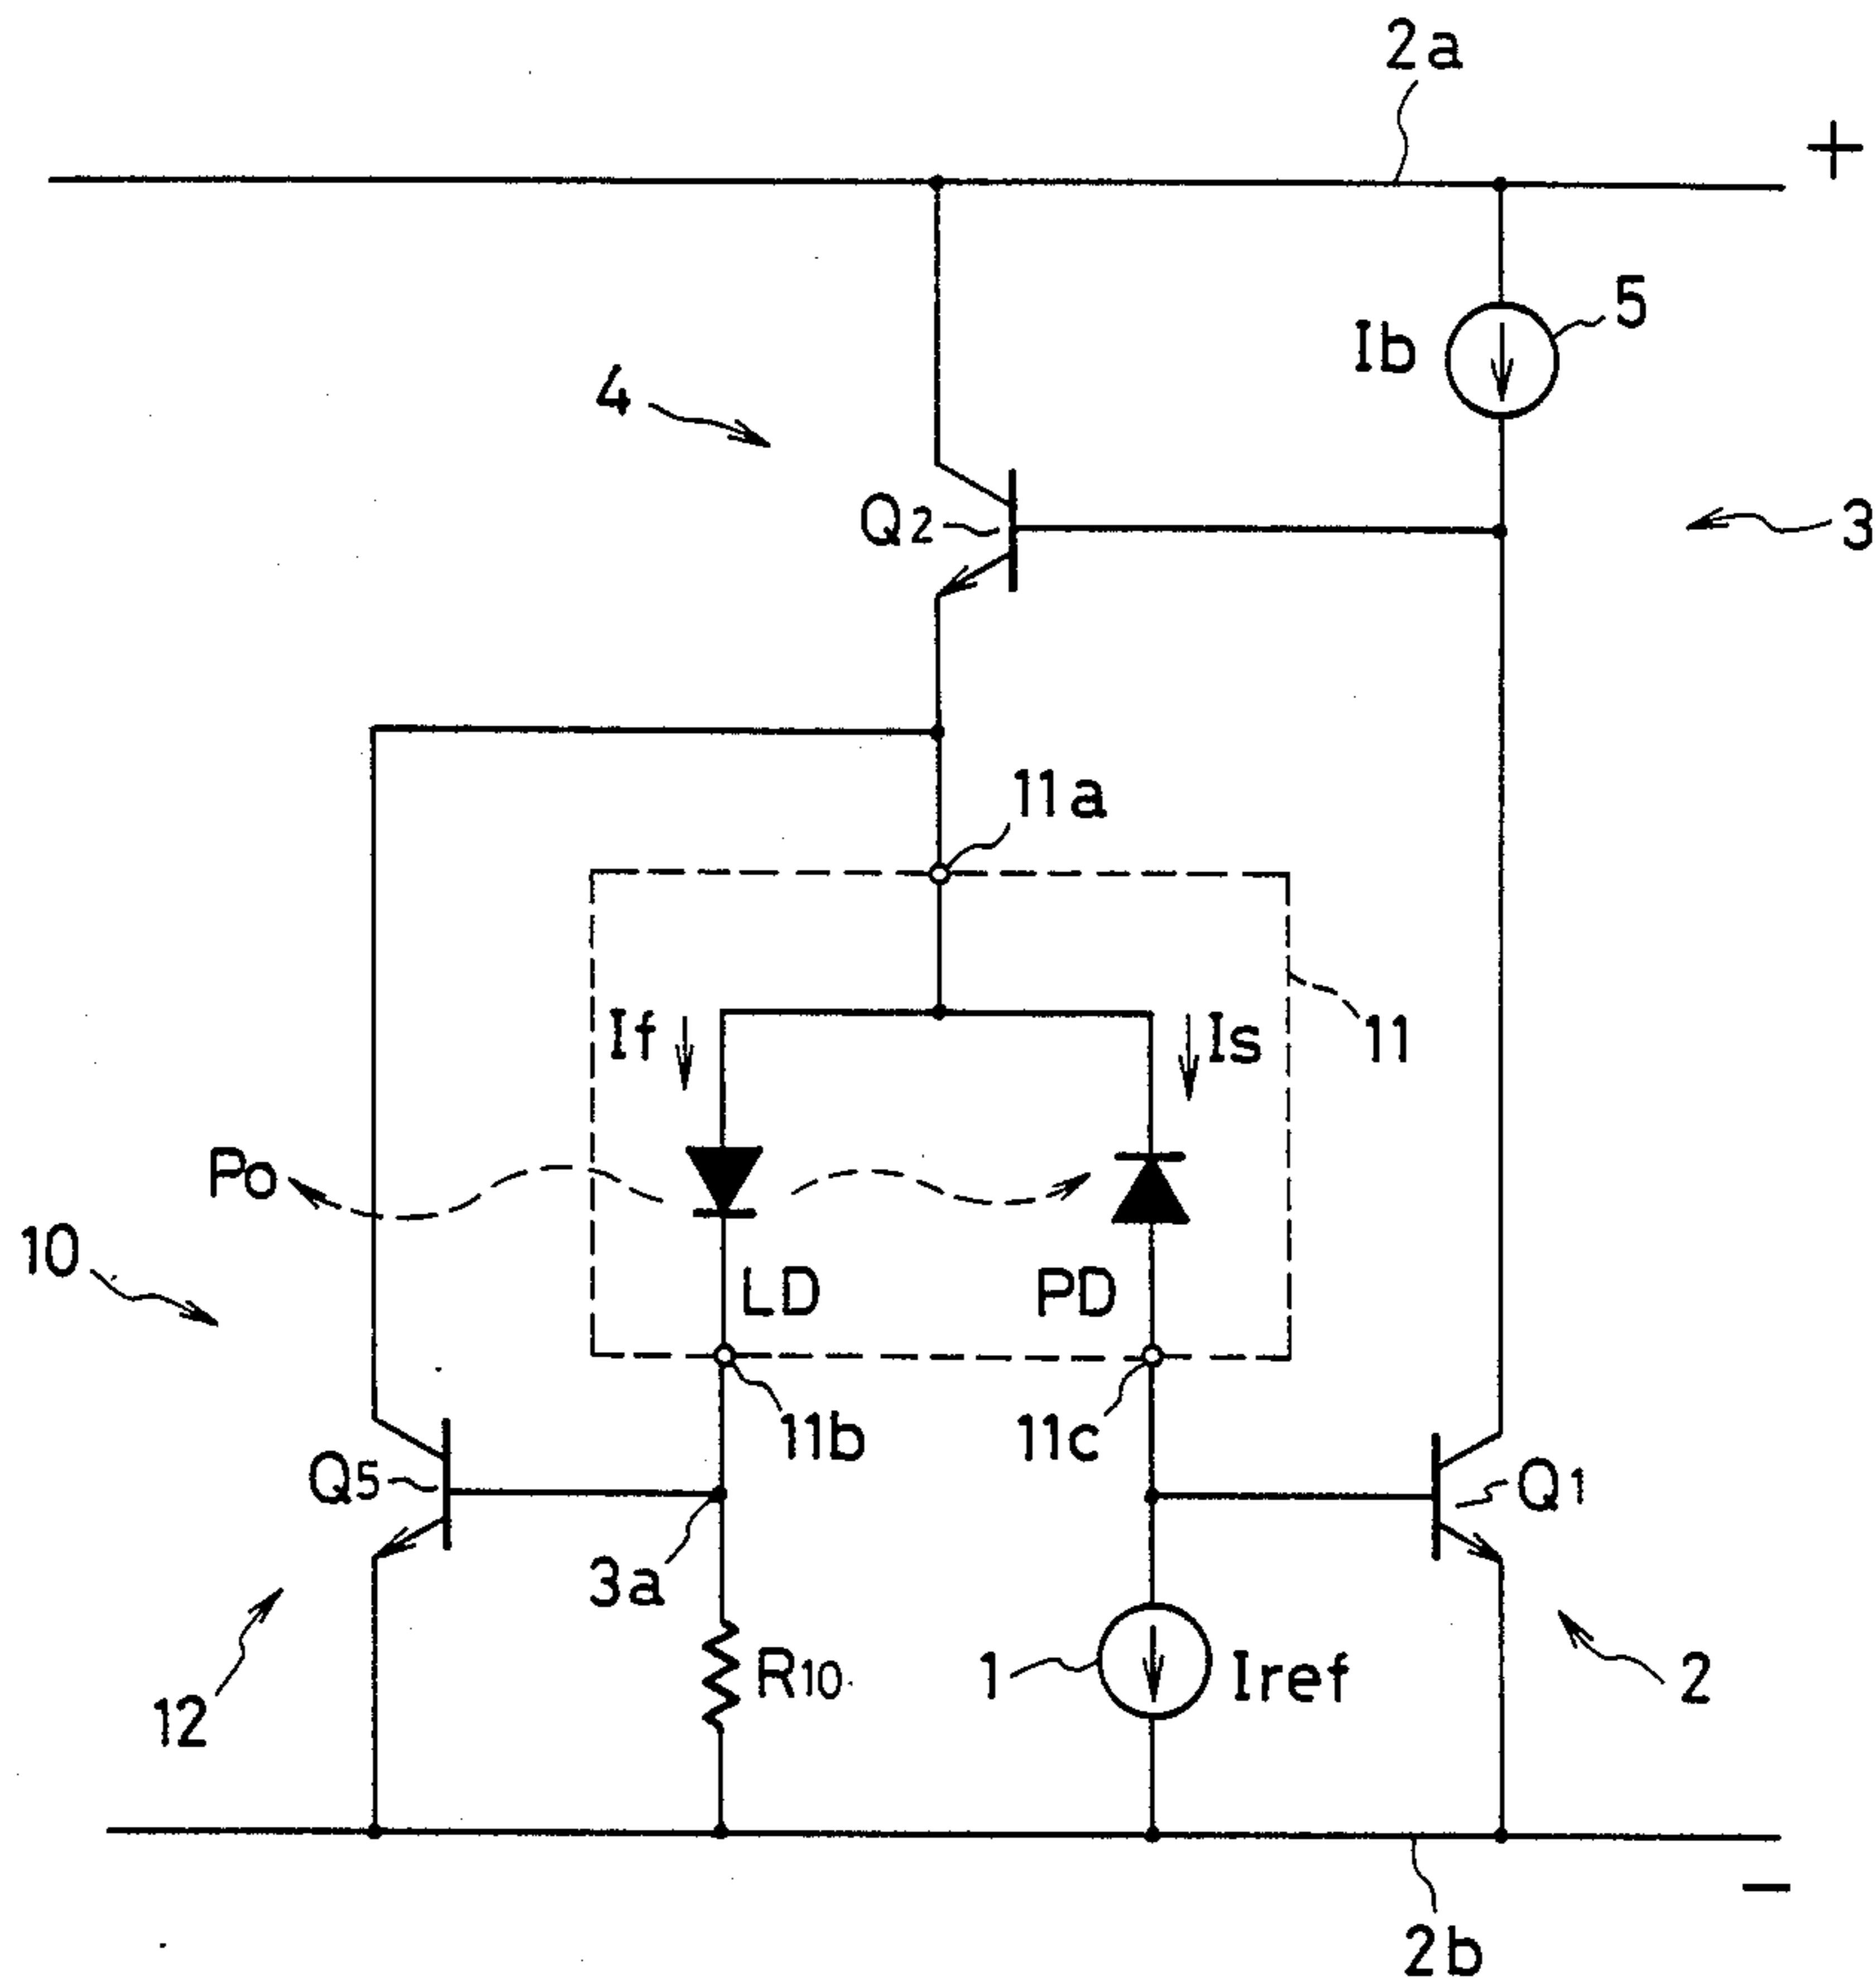 2a
+
5
Ib
4
Q2
3
11a
If
Is
11
Po
10
LD
PD
11b
11c
Q5
Q1
3a
R10
1
Iref
2
12
−
2b